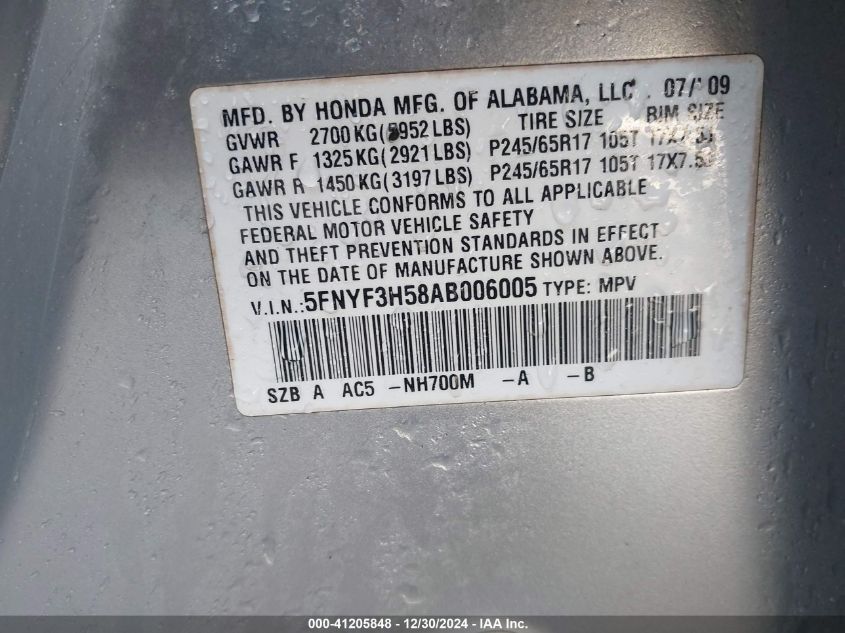 MFD. BY HONDA MFG. OF ALABAMA, LLC. 07/09
GVWR 2700 KG(5952 LBS) TIRE SIZE RIM SIZE
GAWR F 1325 KG(2921 LBS) P245/65R17 105T 17X7.5J
GAWR R 1450 KG(3197 LBS) P245/65R17 105T 17X7.5J
THIS VEHICLE CONFORMS TO ALL APPLICABLE
FEDERAL MOTOR VEHICLE SAFETY
AND THEFT PREVENTION STANDARDS IN EFFECT
ON THE DATE OF MANUFACTURE SHOWN ABOVE.
V.I.N.:5FNYF3H58AB006005 TYPE: MPV
SZB A AC5 -NH700M -A -B
000-41205848 - 12/30/2024 - IAA Inc.